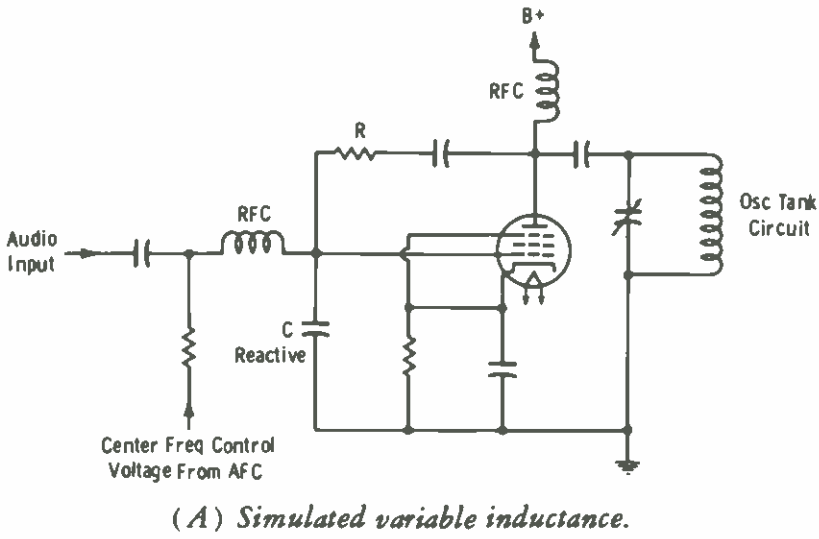 B+
RFC
R
RFC
Audio
Input
Osc Tank
Circuit
C
Reactive
Center Freq Control
Voltage From AFC
(A) Simulated variable inductance.